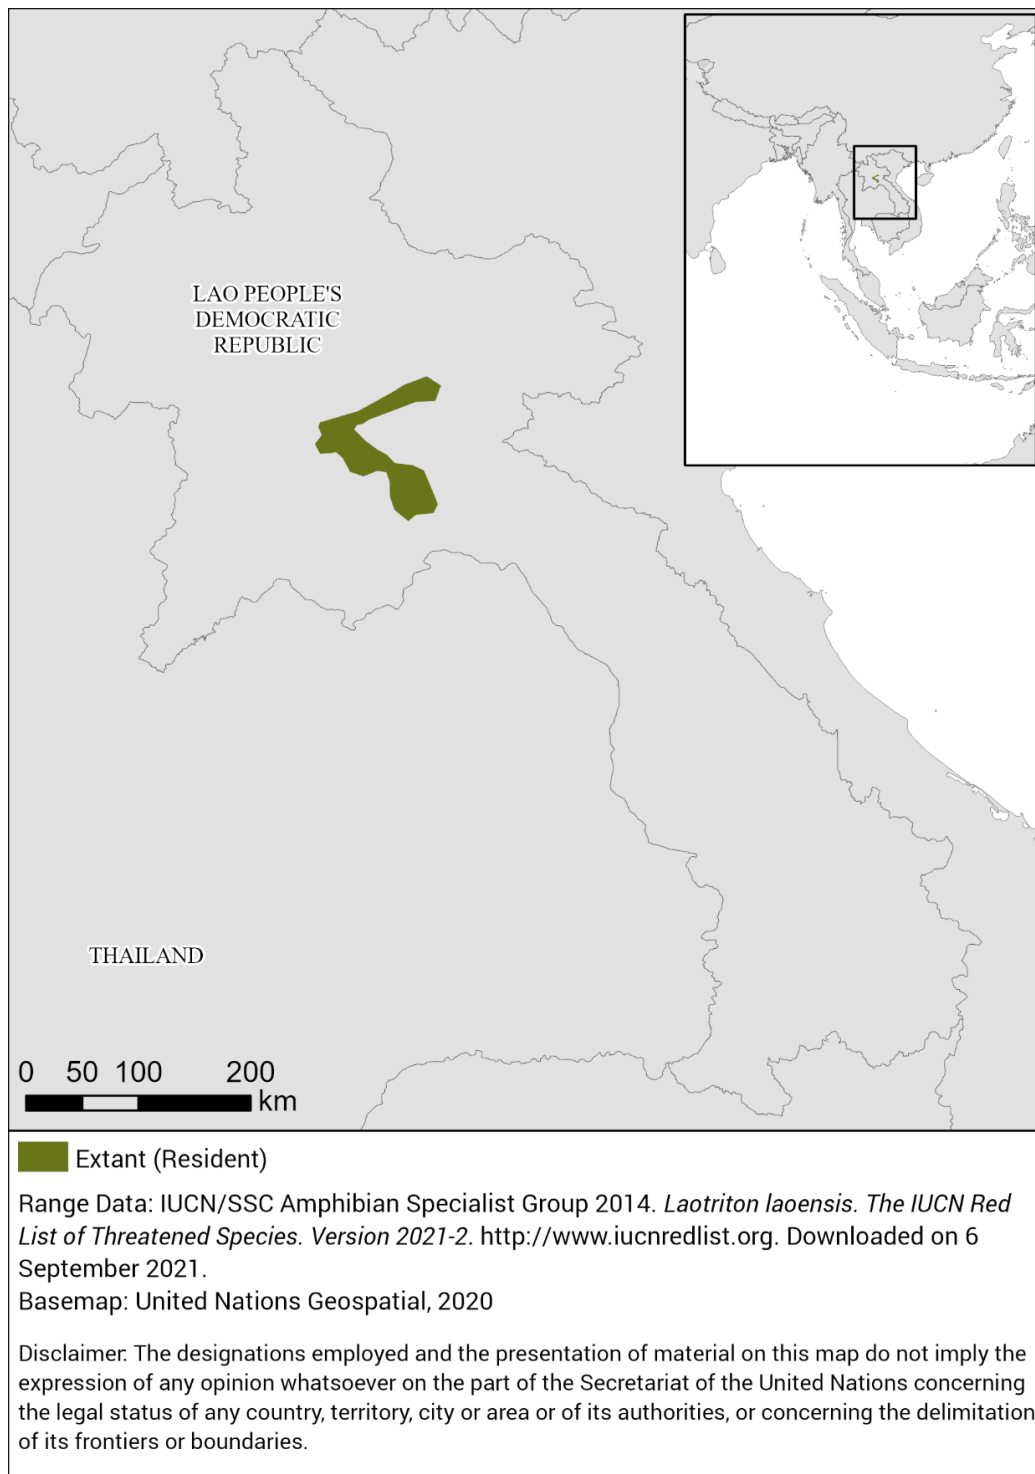 LAO PEOPLE'S
DEMOCRATIC
REPUBLIC
THAILAND
0 50 100 200
km
Extant (Resident)
Range Data: IUCN/SSC Amphibian Specialist Group 2014. Laotriton laoensis. The IUCN Red
List of Threatened Species. Version 2021-2. http://www.iucnredlist.org. Downloaded on 6
September 2021.
Basemap: United Nations Geospatial, 2020
Disclaimer: The designations employed and the presentation of material on this map do not imply the
expression of any opinion whatsoever on the part of the Secretariat of the United Nations concerning
the legal status of any country, territory, city or area or of its authorities, or concerning the delimitation
of its frontiers or boundaries.